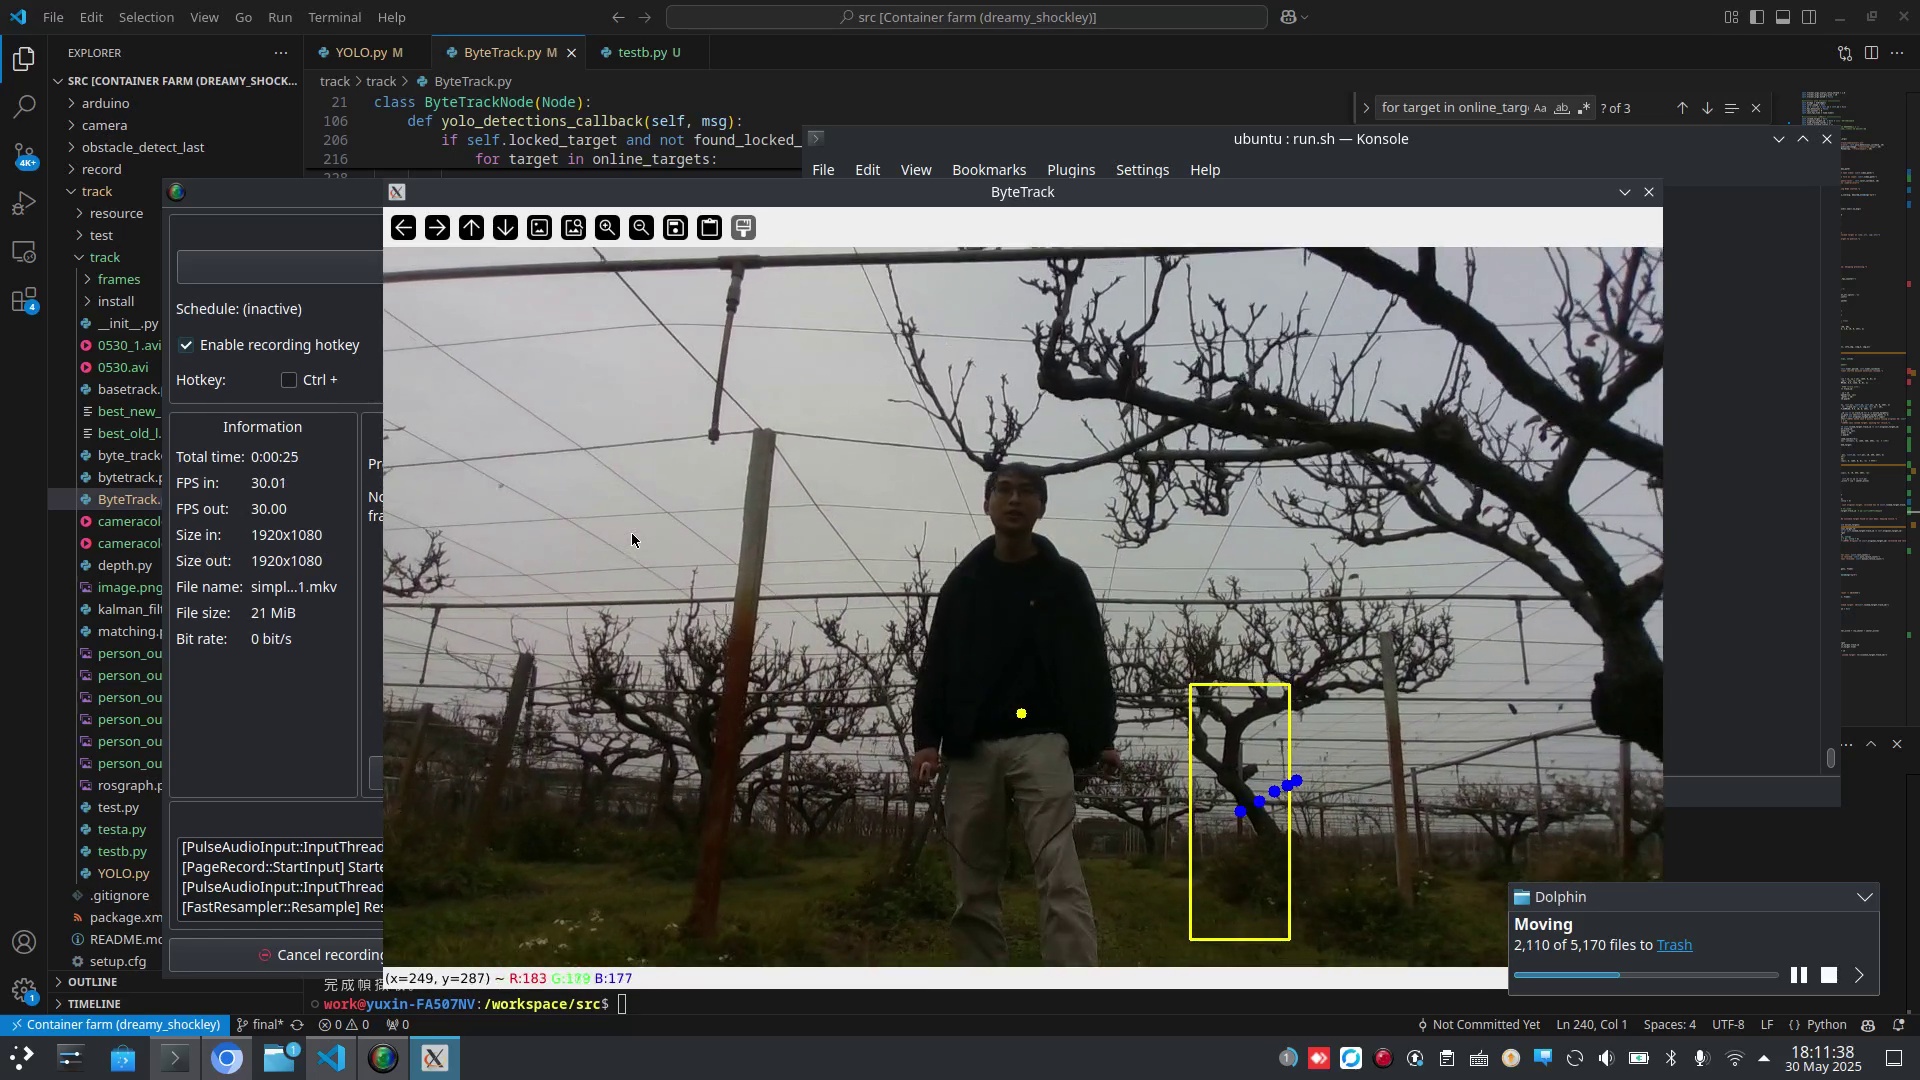 File Edit Selection View Go Run Terminal Help
src [Container farm (dreamy_shockley)]
EXPLORER
YOLO.py M
ByteTrack.py M
testb.py U
SRC [CONTAINER FARM (DREAMY_SHOCK...
track > track > ByteTrack.py
arduino
camera
obstacle_detect_last
record
track
resource
test
track
frames
install
__init__.py
0530_1.avi
0530.avi
basetrack.
best_new_
best_old_l.
byte_track
bytetrack.p
ByteTrack.
cameracol
cameracol
depth.py
image.png
kalman_filt
matching.p
person_ou
person_ou
person_ou
person_ou
person_ou
person_ou
rosgraph.p
test.py
testa.py
testb.py
YOLO.py
.gitignore
package.xm
README.md
setup.cfg
OUTLINE
TIMELINE
4K+
4
1
21 class ByteTrackNode(Node):
106 def yolo_detections_callback(self, msg):
206 if self.locked_target and not found_locked_
216 for target in online_targets:
228
for target in online_targ
Aa ab .*
? of 3
ubuntu : run.sh — Konsole
File Edit View Bookmarks Plugins Settings Help
ByteTrack
Schedule: (inactive)
Enable recording hotkey
Hotkey: Ctrl +
Information
Total time: 0:00:25
FPS in: 30.01
FPS out: 30.00
Size in: 1920x1080
Size out: 1920x1080
File name: simpl...1.mkv
File size: 21 MiB
Bit rate: 0 bit/s
Pr
No
fra
[PulseAudioInput::InputThread
[PageRecord::StartInput] Starte
[PulseAudioInput::InputThread
[FastResampler::Resample] Res
Cancel recording
(x=249, y=287) ~ R:183 G:179 B:177
work@yuxin-FA507NV:/workspace/src$
Dolphin
Moving
2,110 of 5,170 files to Trash
Container farm (dreamy_shockley)
final*
0 0
0
Not Committed Yet
Ln 240, Col 1
Spaces: 4
UTF-8
LF
{} Python
1
1
18:11:38
30 May 2025